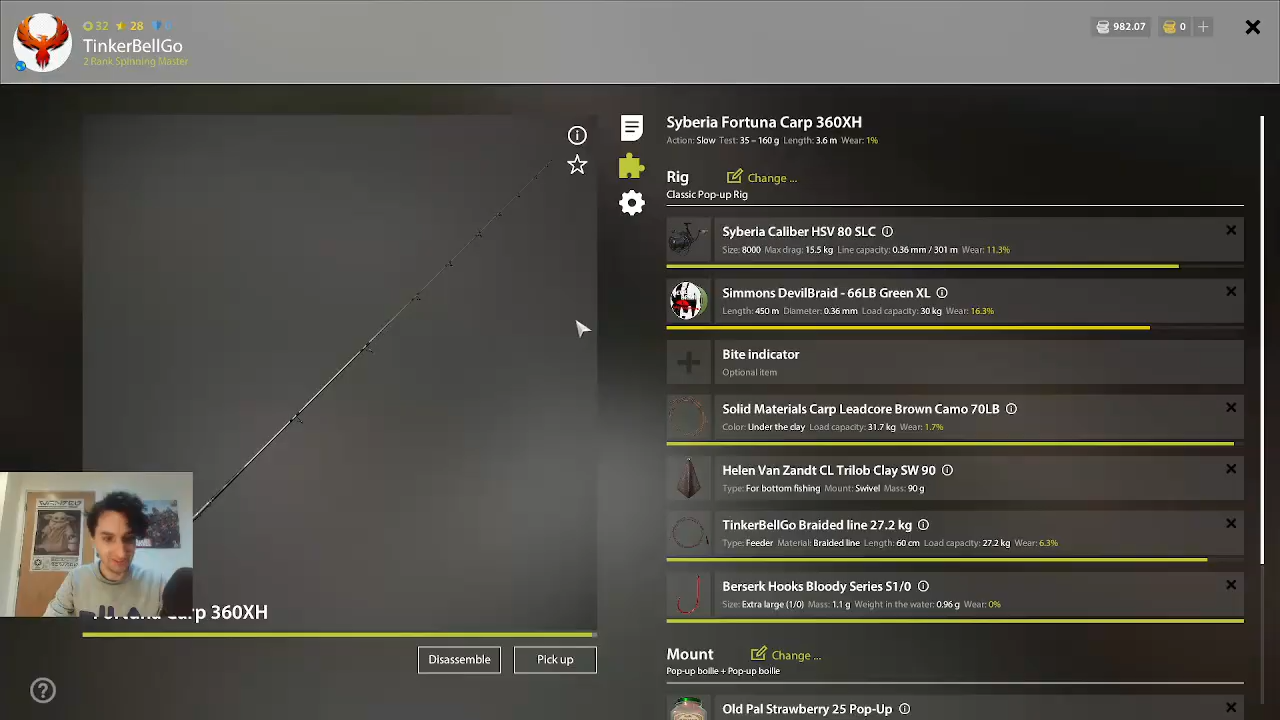 32 28
TinkerBellGo
2 Rank Spinning Master
982.07
0
Syberia Fortuna Carp 360XH
Action: Slow Test: 35 – 160 g Length: 3.6 m Wear: 1%
Rig Change ...
Classic Pop-up Rig
Syberia Caliber HSV 80 SLC
Size: 8000 Max drag: 15.5 kg Line capacity: 0.36 mm / 301 m Wear: 11.3%
Simmons DevilBraid - 66LB Green XL
Length: 450 m Diameter: 0.36 mm Load capacity: 30 kg Wear: 16.3%
Bite indicator
Optional item
Solid Materials Carp Leadcore Brown Camo 70LB
Color: Under the clay Load capacity: 31.7 kg Wear: 1.7%
Helen Van Zandt CL Trilob Clay SW 90
Type: For bottom fishing Mount: Swivel Mass: 90 g
TinkerBellGo Braided line 27.2 kg
Type: Feeder Material: Braided line Length: 60 cm Load capacity: 27.2 kg Wear: 6.3%
Berserk Hooks Bloody Series S1/0
Size: Extra large (1/0) Mass: 1.1 g Weight in the water: 0.96 g Wear: 0%
Mount Change ...
Pop-up boilie + Pop-up boilie
Old Pal Strawberry 25 Pop-Up
Carp 360XH
Disassemble
Pick up
?